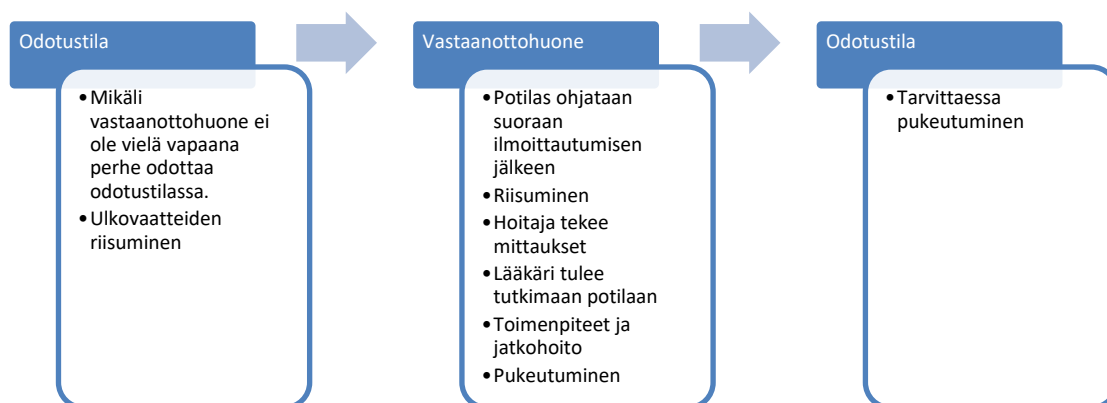 Odotustila
•Mikäli
vastaanottohuone ei
ole vielä vapaana
perhe odottaa
odotustilassa.
•Ulkovaatteiden
riisuminen
Vastaanottohuone
•Potilas ohjataan
suoraan
ilmoittautumisen
jälkeen
•Riisuminen
•Hoitaja tekee
mittaukset
•Lääkäri tulee
tutkimaan potilaan
•Toimenpiteet ja
jatkohoito
•Pukeutuminen
Odotustila
•Tarvittaessa
pukeutuminen